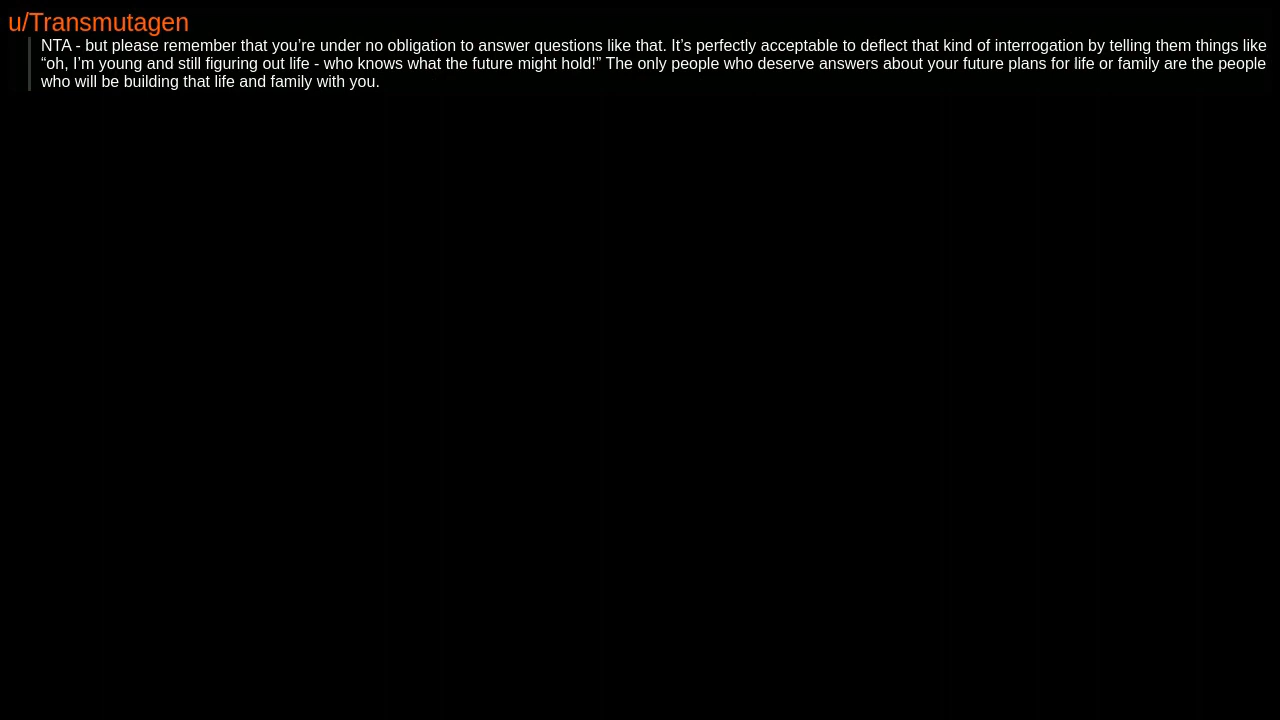 u/Transmutagen
NTA - but please remember that you’re under no obligation to answer questions like that. It’s perfectly acceptable to deflect that kind of interrogation by telling them things like
“oh, I’m young and still figuring out life - who knows what the future might hold!” The only people who deserve answers about your future plans for life or family are the people
who will be building that life and family with you.